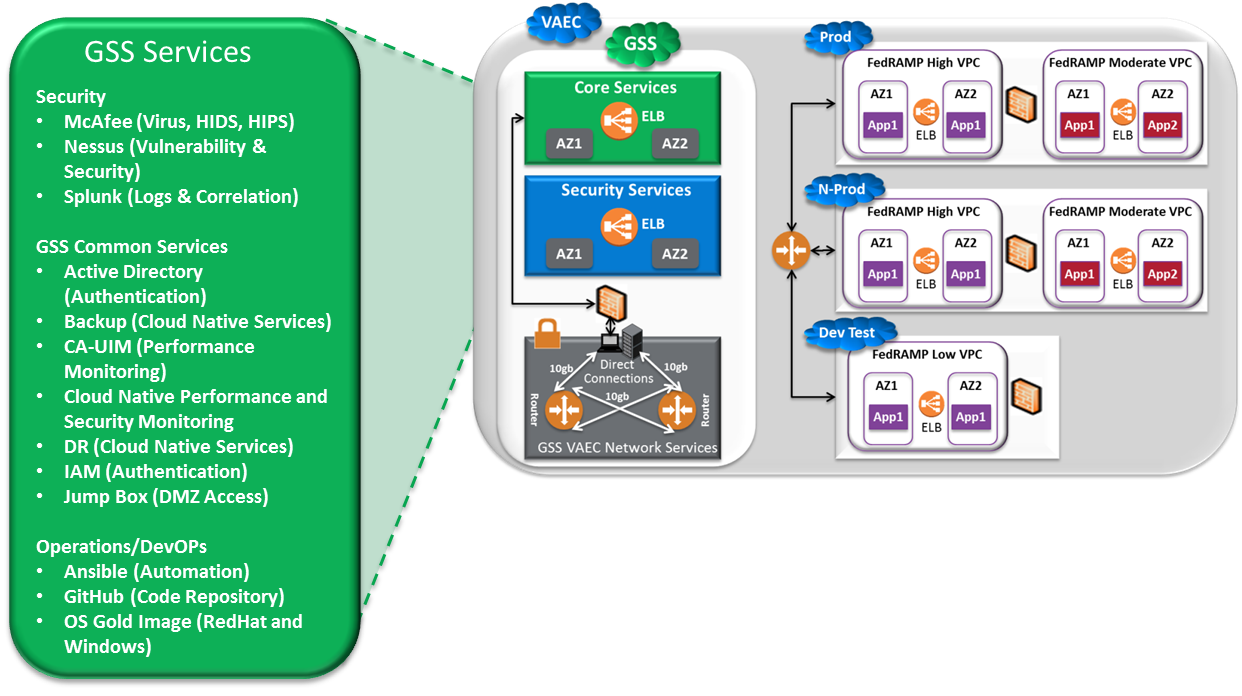 GSS Services
Security
• McAfee (Virus, HIDS, HIPS)
• Nessus (Vulnerability &
Security)
• Splunk (Logs & Correlation)
GSS Common Services
• Active Directory
(Authentication)
• Backup (Cloud Native Services)
• CA-UIM (Performance
Monitoring)
• Cloud Native Performance and
Security Monitoring
• DR (Cloud Native Services)
• IAM (Authentication)
• Jump Box (DMZ Access)
Operations/DevOPs
• Ansible (Automation)
• GitHub (Code Repository)
• OS Gold Image (RedHat and
Windows)
VAEC
GSS
Core Services
ELB
AZ1
AZ2
Security Services
ELB
AZ1
AZ2
Direct
Connections
10gb
10gb
10gb
Router
Router
GSS VAEC Network Services
Prod
FedRAMP High VPC
AZ1
AZ2
App1
ELB
App1
FedRAMP Moderate VPC
AZ1
AZ2
App1
ELB
App2
N-Prod
FedRAMP High VPC
AZ1
AZ2
App1
ELB
App1
FedRAMP Moderate VPC
AZ1
AZ2
App1
ELB
App2
Dev Test
FedRAMP Low VPC
AZ1
AZ2
App1
ELB
App1